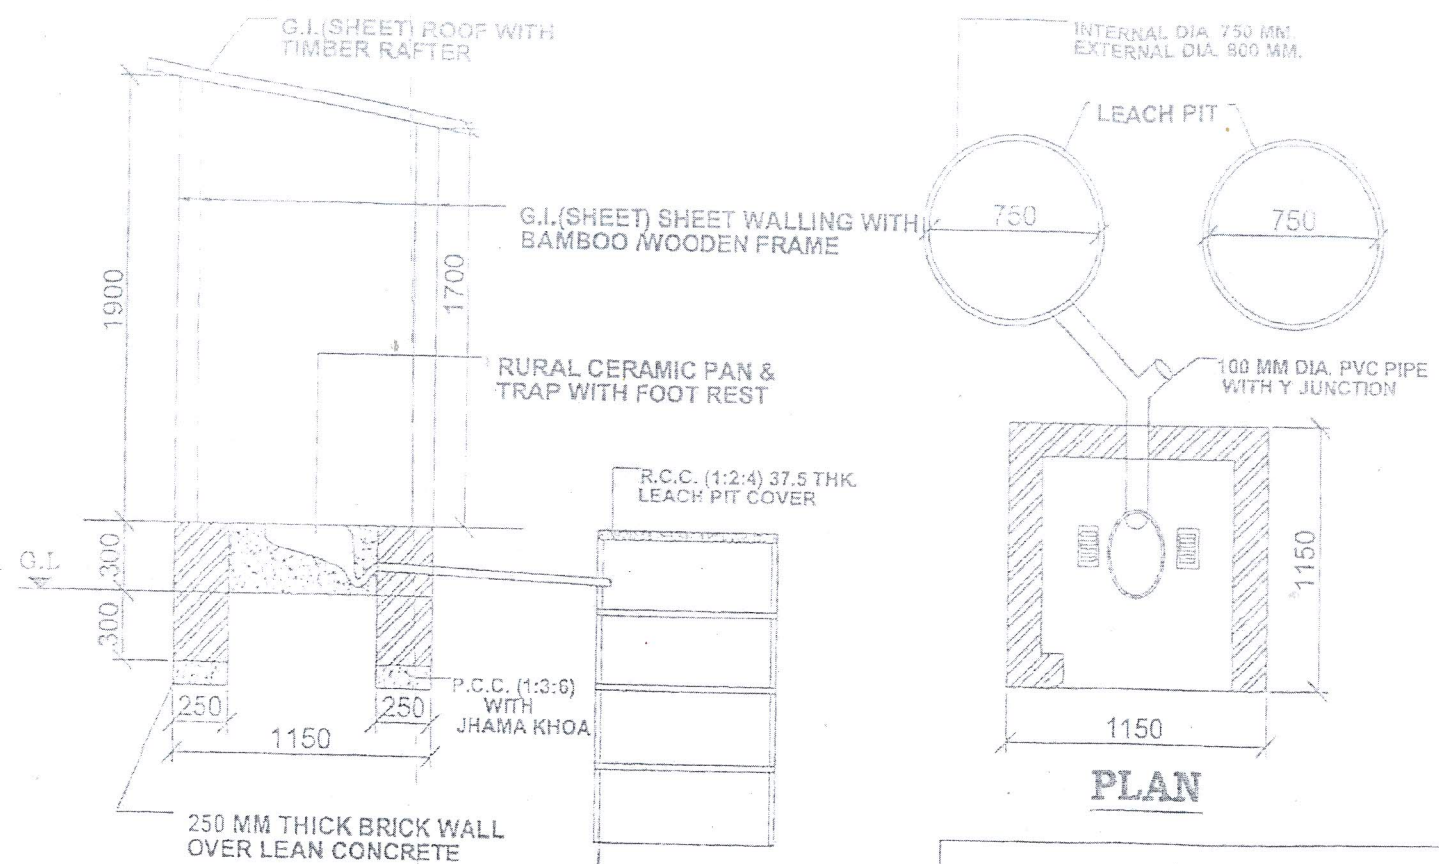 G.I.(SHEET) ROOF WITH
TIMBER RAFTER
INTERNAL DIA. 750 MM.
EXTERNAL DIA. 800 MM.
LEACH PIT
750
750
G.I.(SHEET) SHEET WALLING WITH
BAMBOO /WOODEN FRAME
1900
1700
RURAL CERAMIC PAN &
TRAP WITH FOOT REST
100 MM DIA. PVC PIPE
WITH Y JUNCTION
R.C.C. (1:2:4) 37.5 THK.
LEACH PIT COVER
G.L
300
300
1150
P.C.C. (1:3:6)
WITH
JHAMA KHOA
250
250
1150
1150
PLAN
250 MM THICK BRICK WALL
OVER LEAN CONCRETE